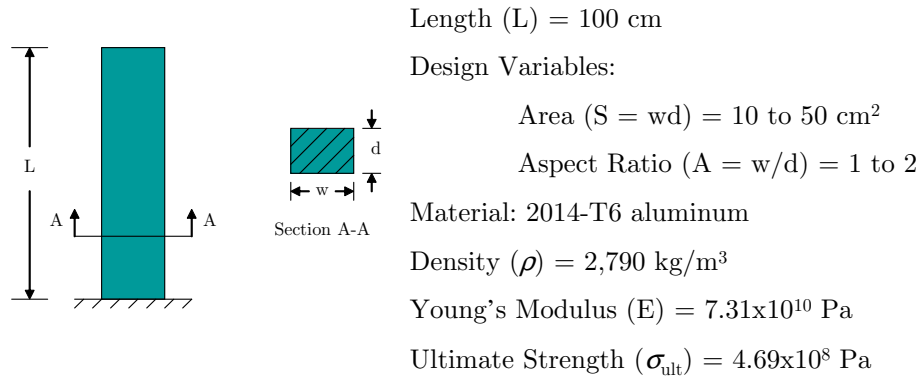 L
A
A
d
w
Section A-A
Length (L) = 100 cm
Design Variables:
Area (S = wd) = 10 to 50 cm²
Aspect Ratio (A = w/d) = 1 to 2
Material: 2014-T6 aluminum
Density (ρ) = 2,790 kg/m³
Young's Modulus (E) = 7.31x10¹⁰ Pa
Ultimate Strength (σ_ult) = 4.69x10⁸ Pa